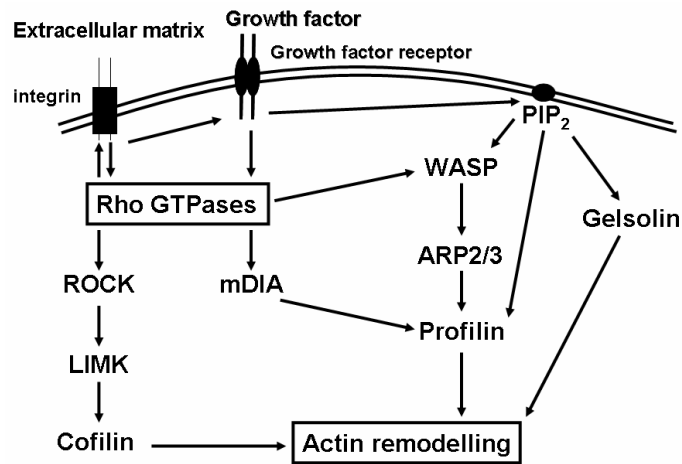 Growth factor
Extracellular matrix
Growth factor receptor
integrin
PIP2
WASP
Rho GTPases
Gelsolin
ARP2/3
ROCK
mDIA
Profilin
LIMK
Cofilin
Actin remodelling